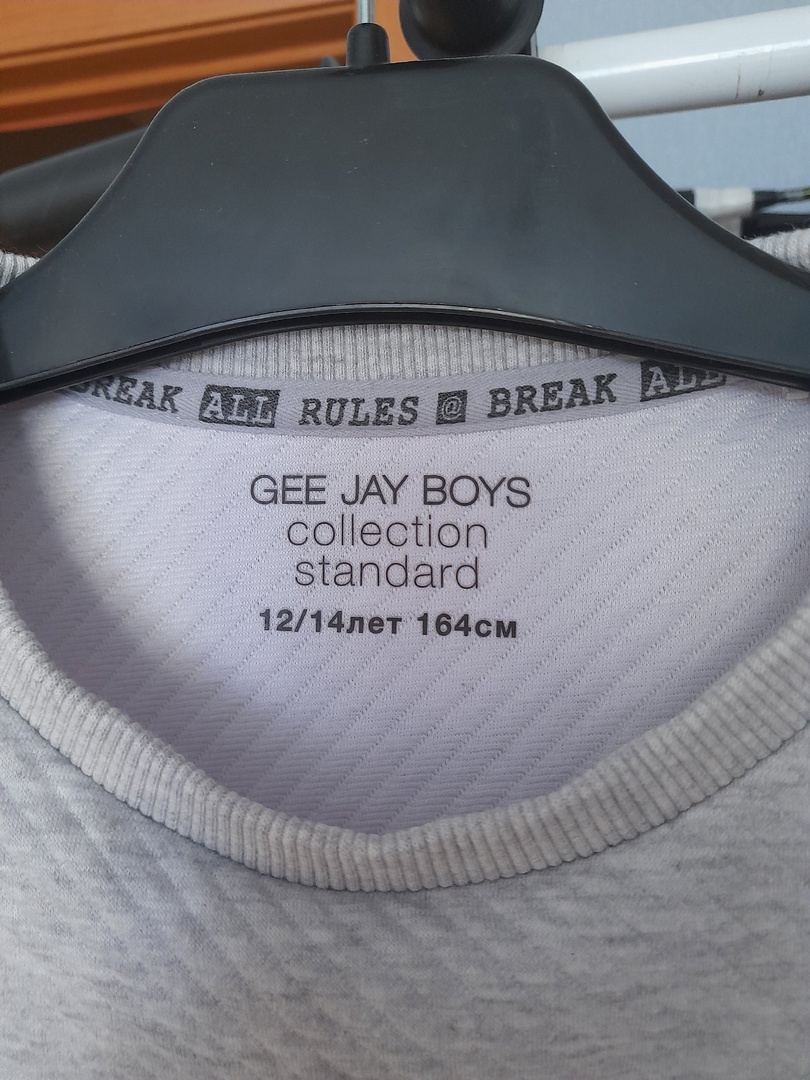 BREAK ALL RULES @ BREAK ALL
GEE JAY BOYS
collection
standard
12/14лет 164см